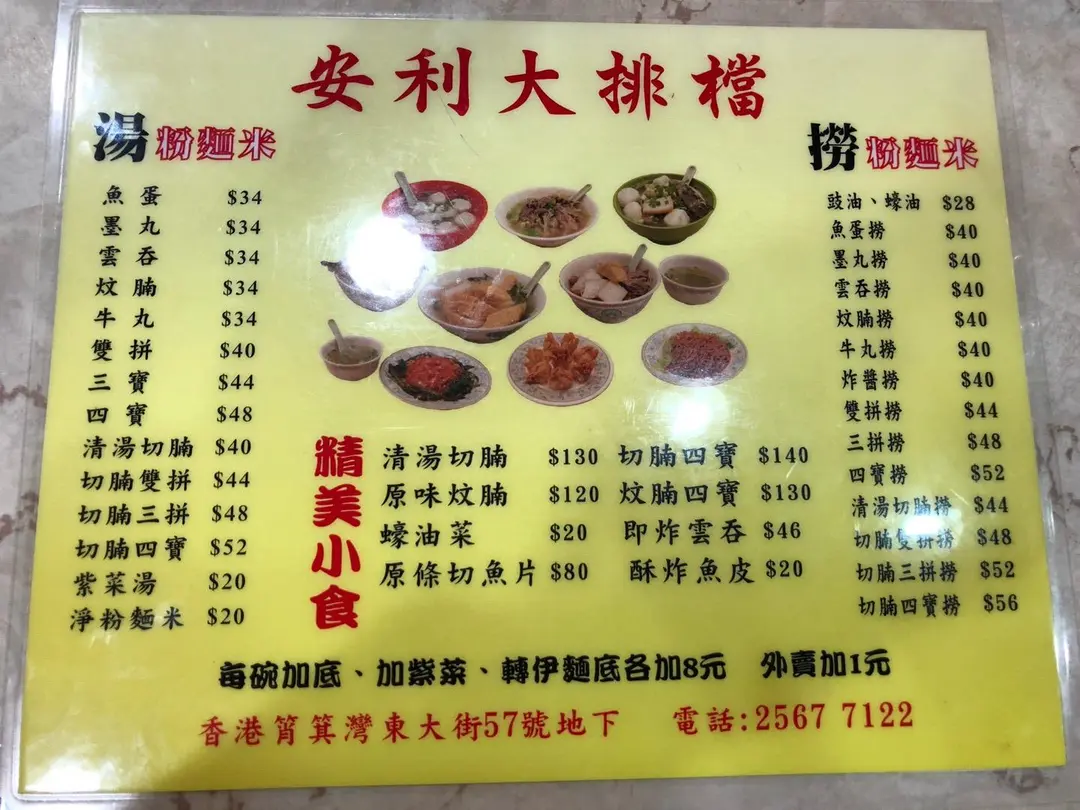 安利大排檔
湯粉麵米
魚蛋 $34
墨丸 $34
雲吞 $34
炆腩 $34
牛丸 $34
雙拼 $40
三寶 $44
四寶 $48
清湯切腩 $40
切腩雙拼 $44
切腩三拼 $48
切腩四寶 $52
紫菜湯 $20
淨粉麵米 $20
撈粉麵米
豉油、蠔油 $28
魚蛋撈 $40
墨丸撈 $40
雲吞撈 $40
炆腩撈 $40
牛丸撈 $40
炸醬撈 $40
雙拼撈 $44
三拼撈 $48
四寶撈 $52
清湯切腩撈 $44
切腩雙拼撈 $48
切腩三拼撈 $52
切腩四寶撈 $56
精美小食
清湯切腩 $130 切腩四寶 $140
原味炆腩 $120 炆腩四寶 $130
蠔油菜 $20 即炸雲吞 $46
原條切魚片 $80 酥炸魚皮 $20
每碗加底、加紫菜、轉伊麵底各加8元 外賣加1元
香港筲箕灣東大街57號地下 電話:2567 7122